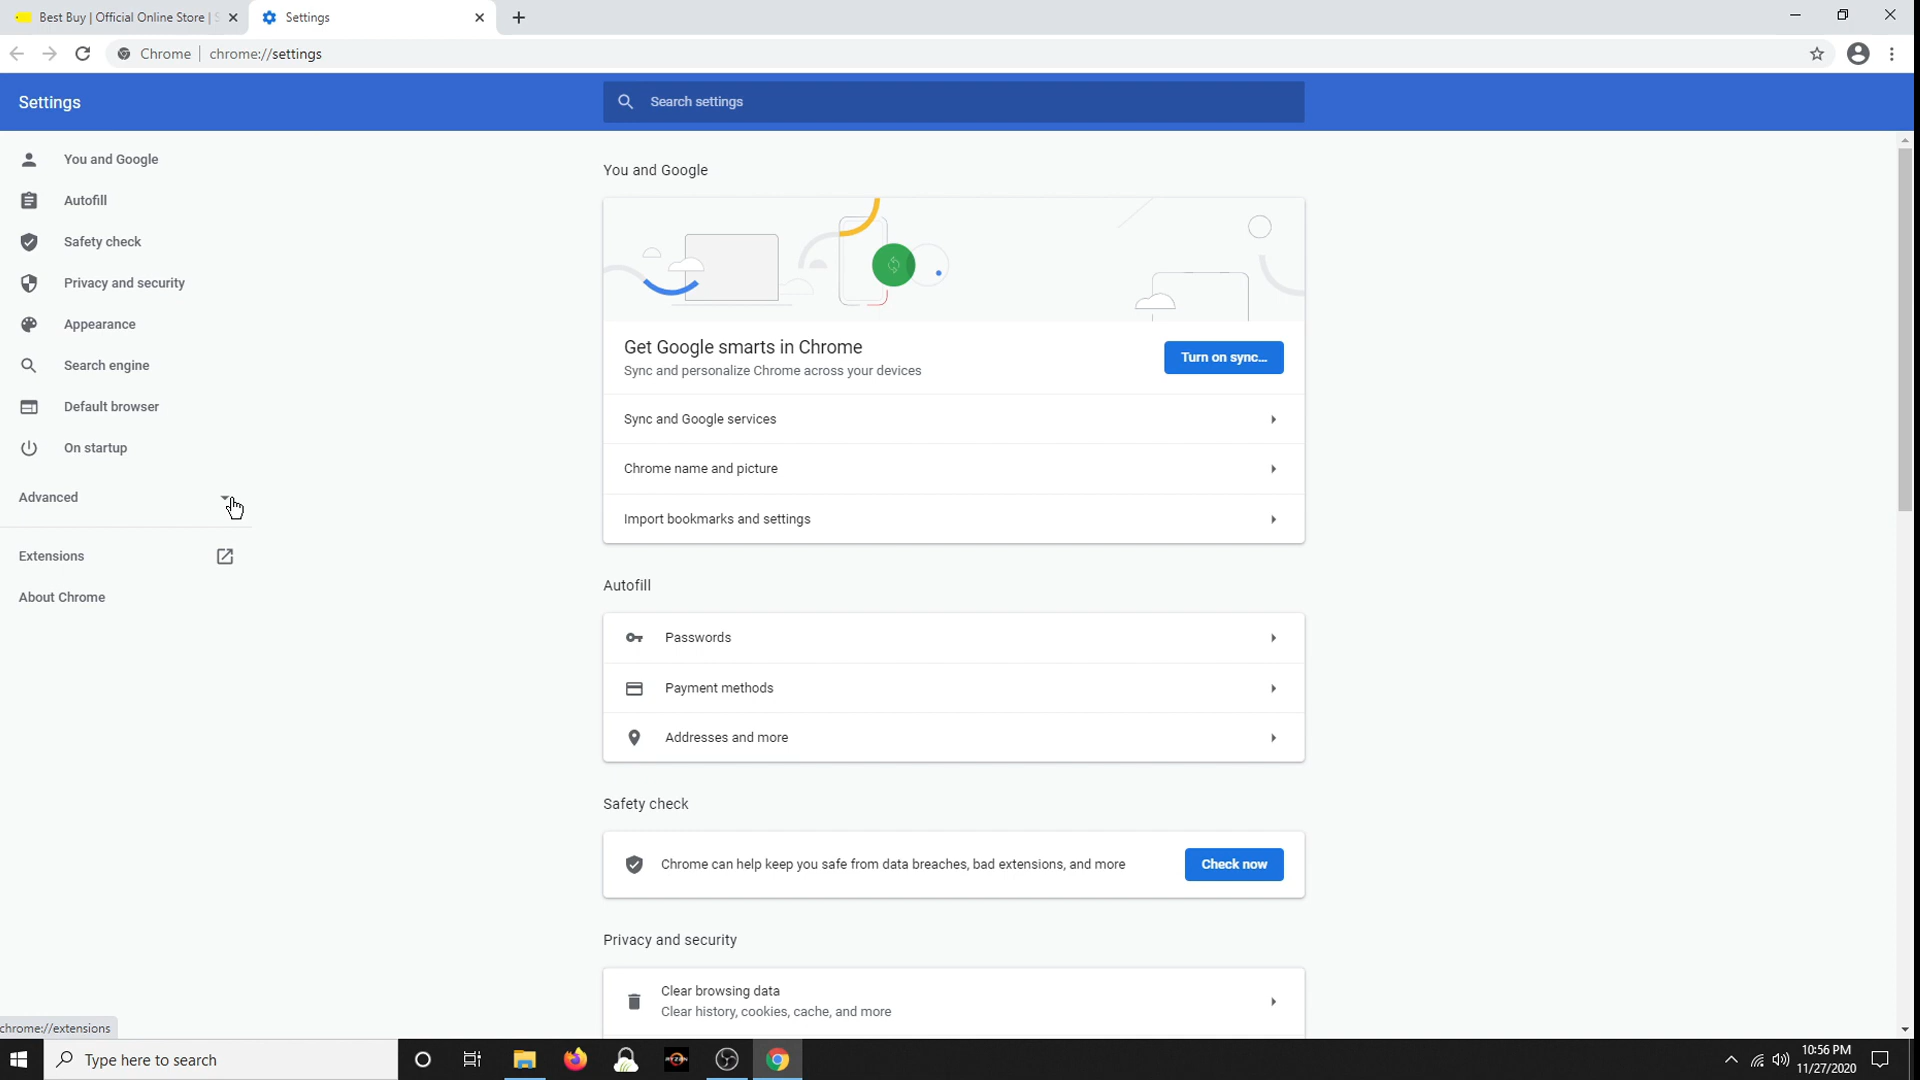 Best Buy | Official Online Store | S
Settings
Chrome
chrome://settings
Settings
Search settings
You and Google
Autofill
Safety check
Privacy and security
Appearance
Search engine
Default browser
On startup
Advanced
Extensions
About Chrome
You and Google
Get Google smarts in Chrome
Sync and personalize Chrome across your devices
Turn on sync...
Sync and Google services
Chrome name and picture
Import bookmarks and settings
Autofill
Passwords
Payment methods
Addresses and more
Safety check
Chrome can help keep you safe from data breaches, bad extensions, and more
Check now
Privacy and security
Clear browsing data
Clear history, cookies, cache, and more
chrome://extensions
Type here to search
RYZEN
10:56 PM
11/27/2020